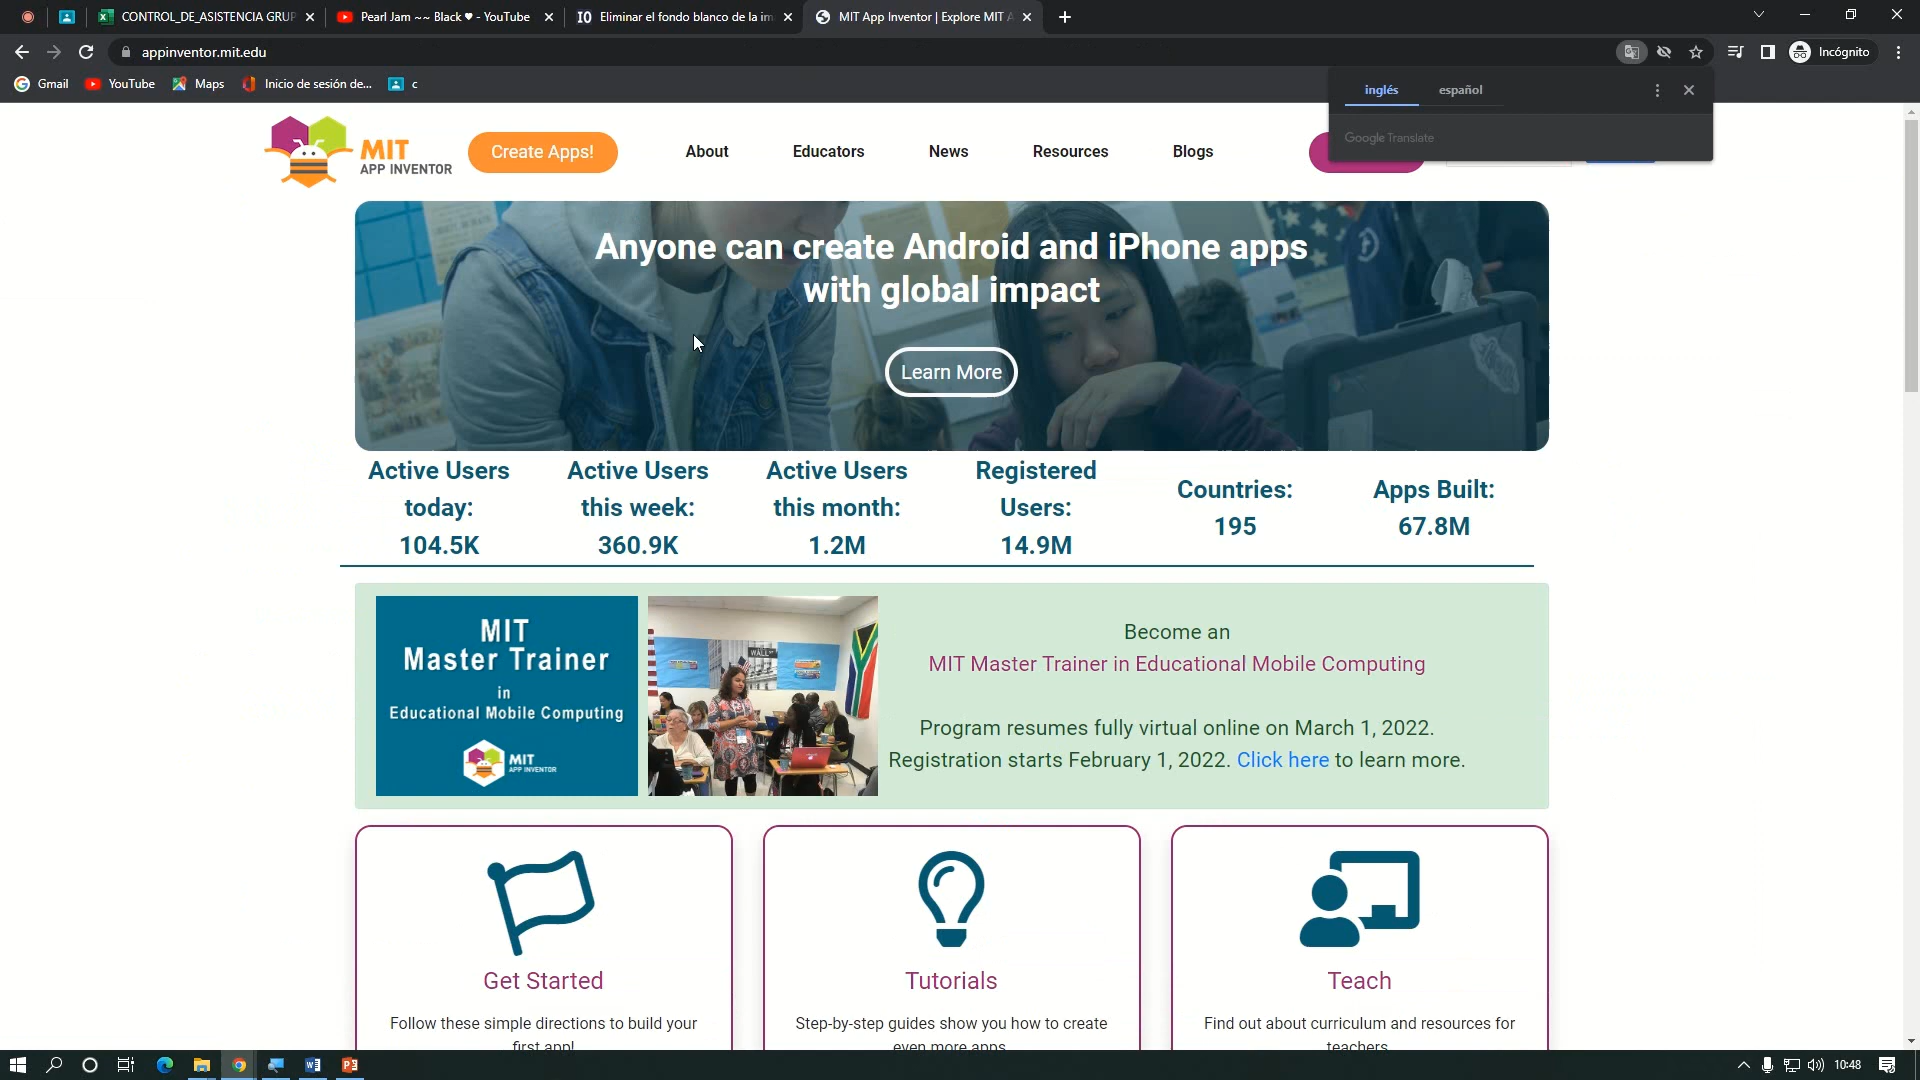 CONTROL_DE_ASISTENCIA GRUP
Pearl Jam ~~ Black ♥ - YouTube
IO Eliminar el fondo blanco de la im
MIT App Inventor | Explore MIT A
appinventor.mit.edu
Incógnito
Gmail
YouTube
Maps
Inicio de sesión de...
c
inglés
español
Google Translate
MIT
APP INVENTOR
Create Apps!
About
Educators
News
Resources
Blogs
Anyone can create Android and iPhone apps
with global impact
Learn More
Active Users
today:
104.5K
Active Users
this week:
360.9K
Active Users
this month:
1.2M
Registered
Users:
14.9M
Countries:
195
Apps Built:
67.8M
MIT
Master Trainer
in
Educational Mobile Computing
MIT
APP INVENTOR
WALL
Become an
MIT Master Trainer in Educational Mobile Computing
Program resumes fully virtual online on March 1, 2022.
Registration starts February 1, 2022. Click here to learn more.
Get Started
Follow these simple directions to build your
first app!
Tutorials
Step-by-step guides show you how to create
even more apps
Teach
Find out about curriculum and resources for
teachers
10:48